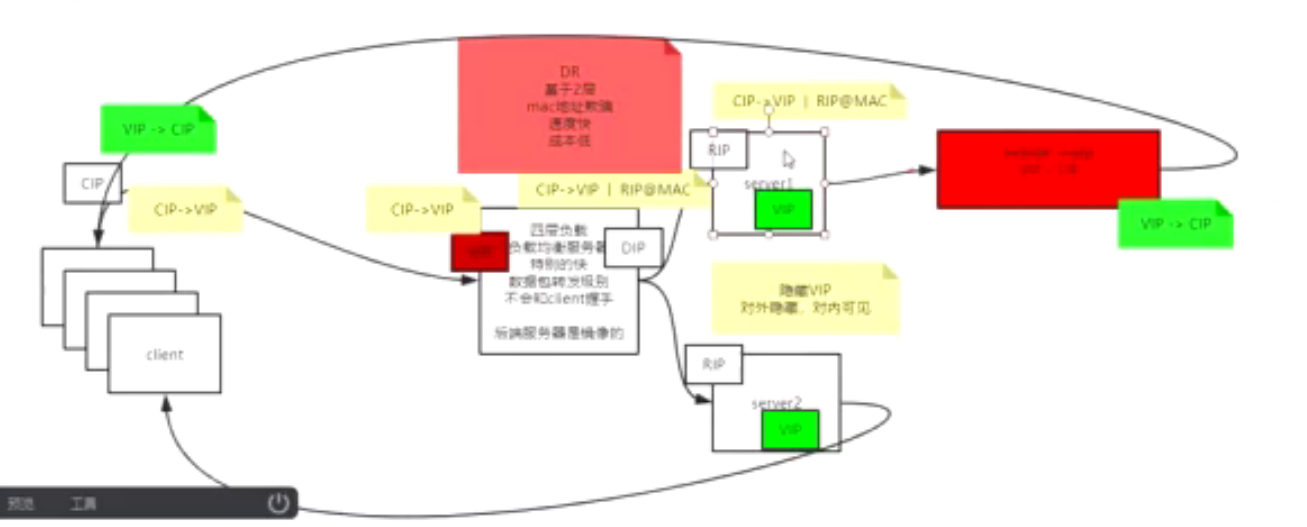 DR
基于2层
mac地址欺骗
速度快
成本低
CIP->VIP | RIP@MAC
VIP -> CIP
RIP
server1
VIP
CIP
CIP->VIP
CIP->VIP
CIP->VIP | RIP@MAC
VIP -> CIP
四层负载
负载均衡服务器
特别的快
数据包转发级别
不会和client握手
后端服务器是镜像的
DIP
隐藏VIP
对外隐藏，对内可见
client
RIP
server2
VIP
预览
工具